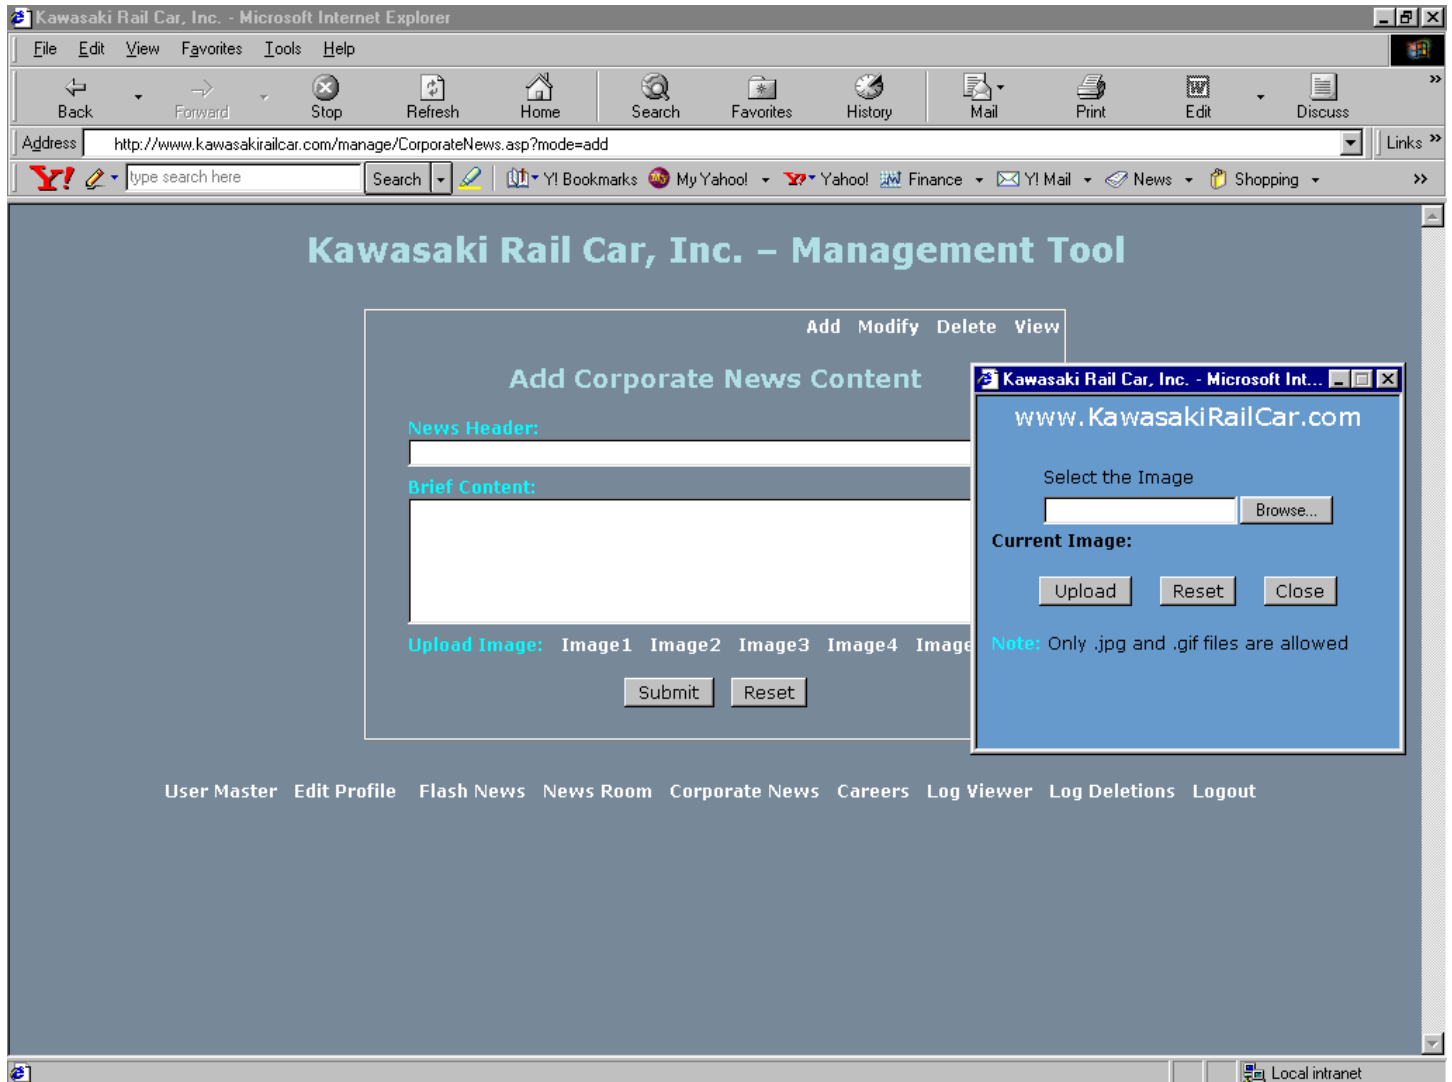 Kawasaki Rail Car, Inc. - Microsoft Internet Explorer
File Edit View Favorites Tools Help
Back Forward Stop Refresh Home Search Favorites History Mail Print Edit Discuss »
Address http://www.kawasakirailcar.com/manage/CorporateNews.asp?mode=add Links »
Y! type search here Search Y! Bookmarks My Yahoo! Y? Yahoo! Finance Y! Mail News Shopping »
Kawasaki Rail Car, Inc. – Management Tool
Add Modify Delete View
Add Corporate News Content
News Header:
Brief Content:
Upload Image: Image1 Image2 Image3 Image4 Image
Submit Reset
Kawasaki Rail Car, Inc. - Microsoft Int...
www.KawasakiRailCar.com
Select the Image
Browse...
Current Image:
Upload Reset Close
Note: Only .jpg and .gif files are allowed
User Master Edit Profile Flash News News Room Corporate News Careers Log Viewer Log Deletions Logout
Local intranet